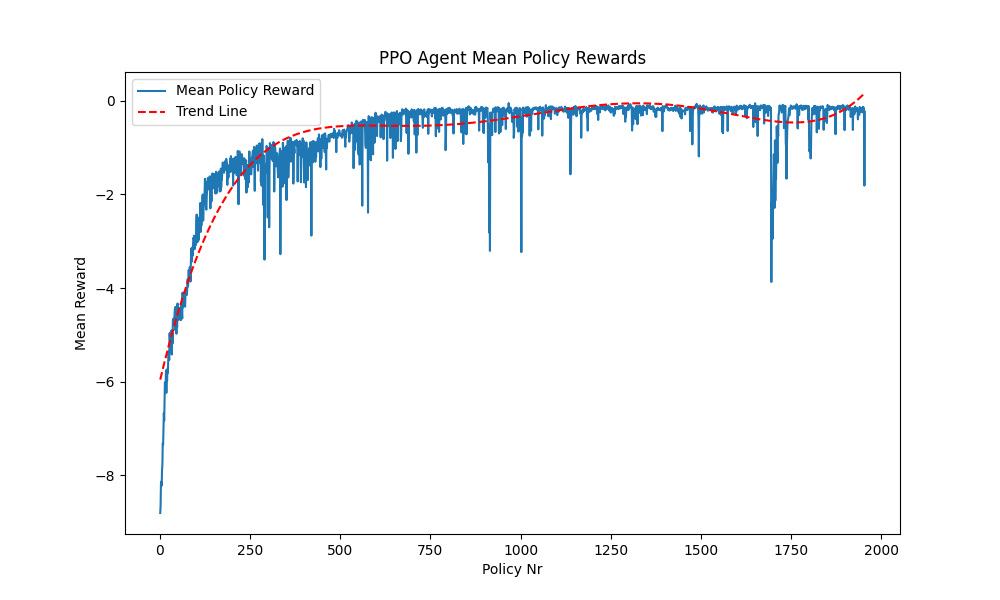 PPO Agent Mean Policy Rewards
Mean Policy Reward
Trend Line
0
−2
−4
−6
−8
Mean Reward
0 250 500 750 1000 1250 1500 1750 2000
Policy Nr